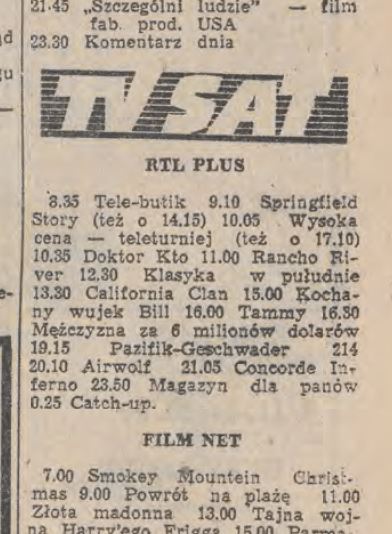 21.45 „Szczególni ludzie” — film
fab. prod. USA
23.30 Komentarz dnia
TV SAT
RTL PLUS
8.35 Tele-butik 9.10 Springfield
Story (też o 14.15) 10.05 Wysoka
cena — teleturniej (też o 17.10)
10.35 Doktor Kto 11.00 Rancho Ri-
ver 12.30 Klasyka w pułudnie
13.30 California Clan 15.00 Kocha-
ny wujek Bill 16.00 Tammy 16.30
Mężczyzna za 6 milionów dolarów
19.15 Pazifik-Geschwader 214
20.10 Airwolf 21.05 Concorde In-
ferno 23.50 Magazyn dla panów
0.25 Catch-up.
FILM NET
7.00 Smokey Mountein Christ-
mas 9.00 Powrót na plażę 11.00
Złota madonna 13.00 Tajna woj-
na Harry'ego Frigga 15.00